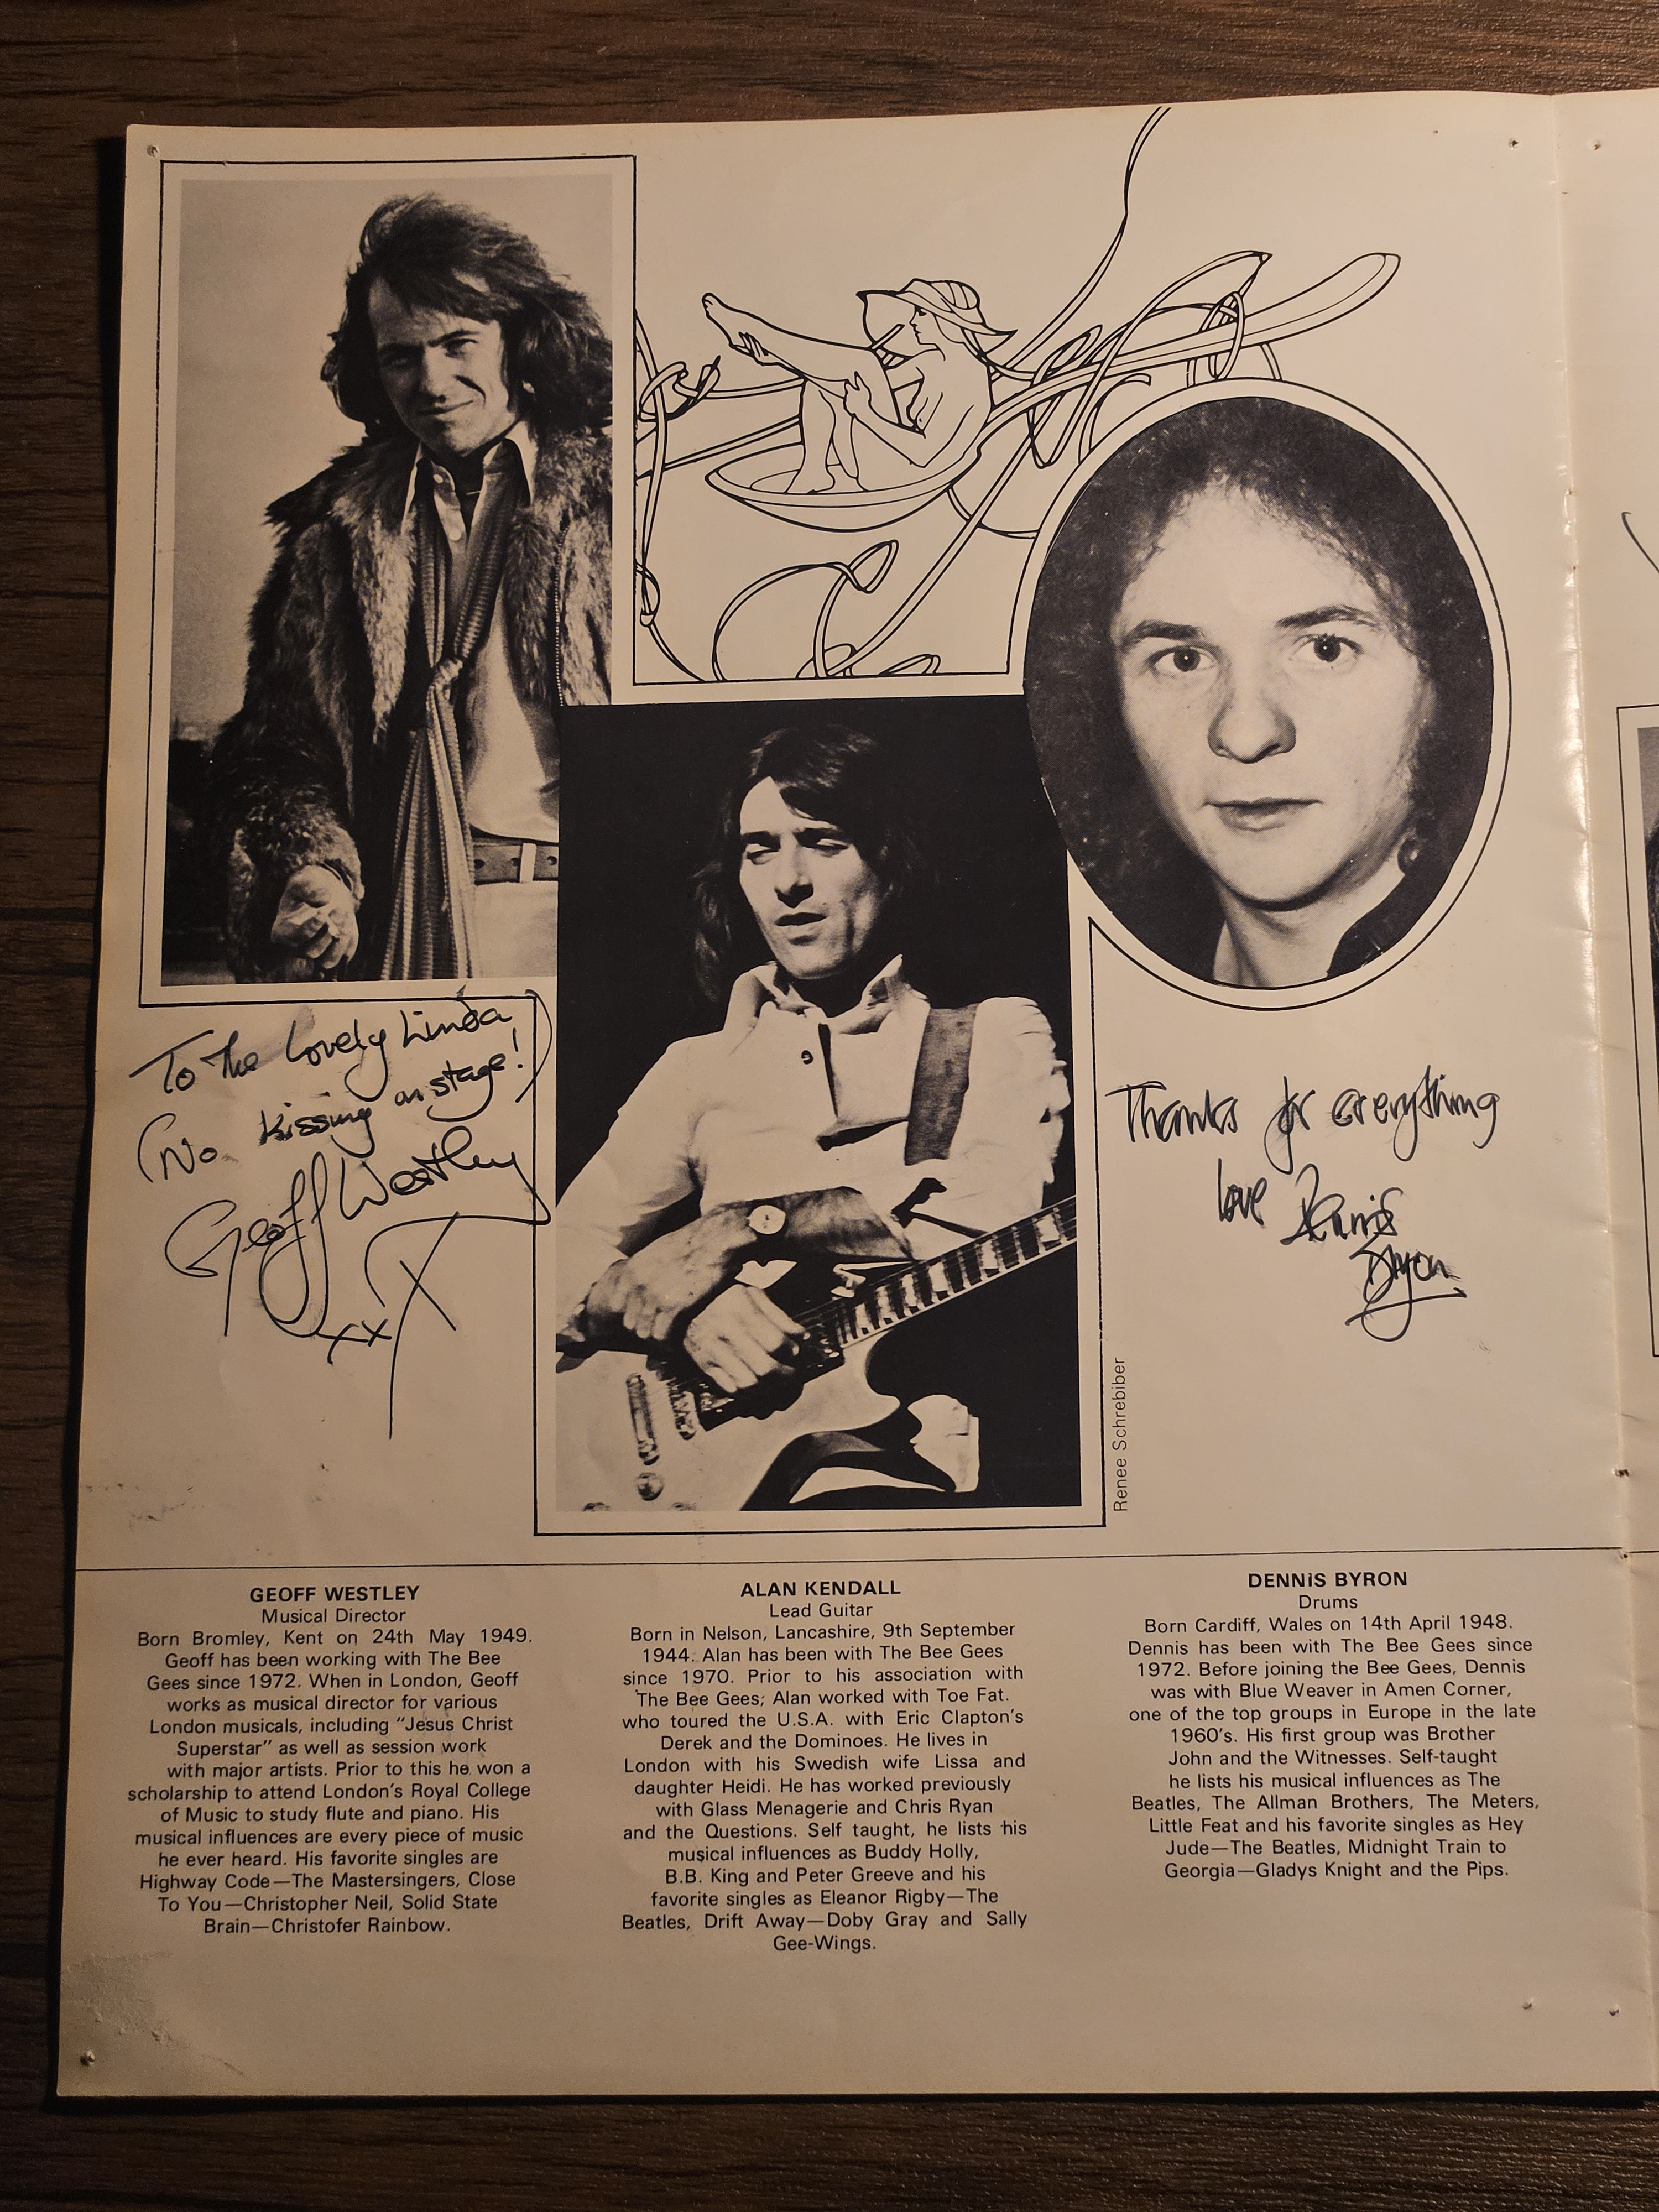 To The Lovely Linda
(No kissing on stage!)
Geoff Westley
xx X
Thanks for everything
love Dennis
Byron
Renee Schrebiber
GEOFF WESTLEY
Musical Director
Born Bromley, Kent on 24th May 1949.
Geoff has been working with The Bee
Gees since 1972. When in London, Geoff
works as musical director for various
London musicals, including “Jesus Christ
Superstar” as well as session work
with major artists. Prior to this he won a
scholarship to attend London’s Royal College
of Music to study flute and piano. His
musical influences are every piece of music
he ever heard. His favorite singles are
Highway Code—The Mastersingers, Close
To You—Christopher Neil, Solid State
Brain—Christofer Rainbow.
ALAN KENDALL
Lead Guitar
Born in Nelson, Lancashire, 9th September
1944. Alan has been with The Bee Gees
since 1970. Prior to his association with
The Bee Gees; Alan worked with Toe Fat.
who toured the U.S.A. with Eric Clapton’s
Derek and the Dominoes. He lives in
London with his Swedish wife Lissa and
daughter Heidi. He has worked previously
with Glass Menagerie and Chris Ryan
and the Questions. Self taught, he lists his
musical influences as Buddy Holly,
B.B. King and Peter Greeve and his
favorite singles as Eleanor Rigby—The
Beatles, Drift Away—Doby Gray and Sally
Gee-Wings.
DENNiS BYRON
Drums
Born Cardiff, Wales on 14th April 1948.
Dennis has been with The Bee Gees since
1972. Before joining the Bee Gees, Dennis
was with Blue Weaver in Amen Corner,
one of the top groups in Europe in the late
1960’s. His first group was Brother
John and the Witnesses. Self-taught
he lists his musical influences as The
Beatles, The Allman Brothers, The Meters,
Little Feat and his favorite singles as Hey
Jude—The Beatles, Midnight Train to
Georgia—Gladys Knight and the Pips.